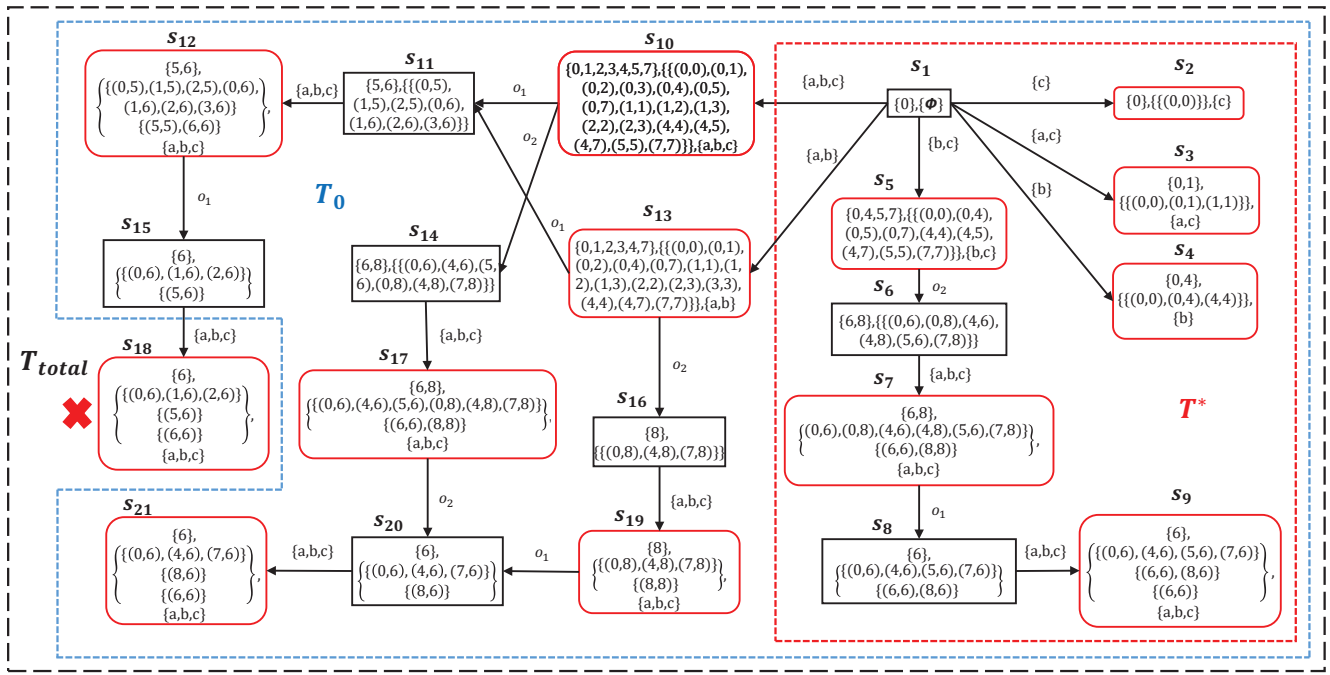 s12
{5,6},
{{(0,5),(1,5),(2,5),(0,6),
(1,6),(2,6),(3,6)}
{(5,5),(6,6)}},
{a,b,c}
{a,b,c}
s11
{5,6},{{(0,5),
(1,5),(2,5),(0,6),
(1,6),(2,6),(3,6)}}
o1
o2
s10
{0,1,2,3,4,5,7},{{(0,0),(0,1),
(0,2),(0,3),(0,4),(0,5),
(0,7),(1,1),(1,2),(1,3),
(2,2),(2,3),(4,4),(4,5),
(4,7),(5,5),(7,7)}},{a,b,c}
{a,b,c}
s1
{0},{Φ}
{c}
s2
{0},{{(0,0)}},{c}
{a,c}
s3
{0,1},
{{(0,0),(0,1),(1,1)}},
{a,c}
{b}
s4
{0,4},
{{(0,0),(0,4),(4,4)}},
{b}
{b,c}
{a,b}
s5
{0,4,5,7},{{(0,0),(0,4),
(0,5),(0,7),(4,4),(4,5),
(4,7),(5,5),(7,7)}},{b,c}
o2
s6
{6,8},{{(0,6),(0,8),(4,6),
(4,8),(5,6),(7,8)}}
{a,b,c}
s7
{6,8},
{{(0,6),(0,8),(4,6),(4,8),(5,6),(7,8)}
{(6,6),(8,8)}},
{a,b,c}
o1
s8
{6},
{{(0,6),(4,6),(5,6),(7,6)}
{(6,6),(8,6)}}
{a,b,c}
s9
{6},
{{(0,6),(4,6),(5,6),(7,6)}
{(6,6),(8,6)}
{(6,6)}},
{a,b,c}
T*
T0
o1
s13
{0,1,2,3,4,7},{{(0,0),(0,1),
(0,2),(0,4),(0,7),(1,1),(1,
2),(1,3),(2,2),(2,3),(3,3),
(4,4),(4,7),(7,7)}},{a,b}
o2
s16
{8},
{{(0,8),(4,8),(7,8)}}
{a,b,c}
s19
{8},
{{(0,8),(4,8),(7,8)}
{(8,8)}},
{a,b,c}
o1
s14
{6,8},{{(0,6),(4,6),(5,
6),(0,8),(4,8),(7,8)}}
{a,b,c}
s17
{6,8},
{{(0,6),(4,6),(5,6),(0,8),(4,8),(7,8)}
{(6,6),(8,8)}},
{a,b,c}
o2
s20
{6},
{{(0,6),(4,6),(7,6)}
{(8,6)}}
{a,b,c}
s21
{6},
{{(0,6),(4,6),(7,6)}
{(8,6)}
{(6,6)}},
{a,b,c}
o1
s15
{6},
{{(0,6),(1,6),(2,6)}
{(5,6)}}
{a,b,c}
Ttotal
s18
{6},
{{(0,6),(1,6),(2,6)}
{(5,6)}
{(6,6)}},
{a,b,c}